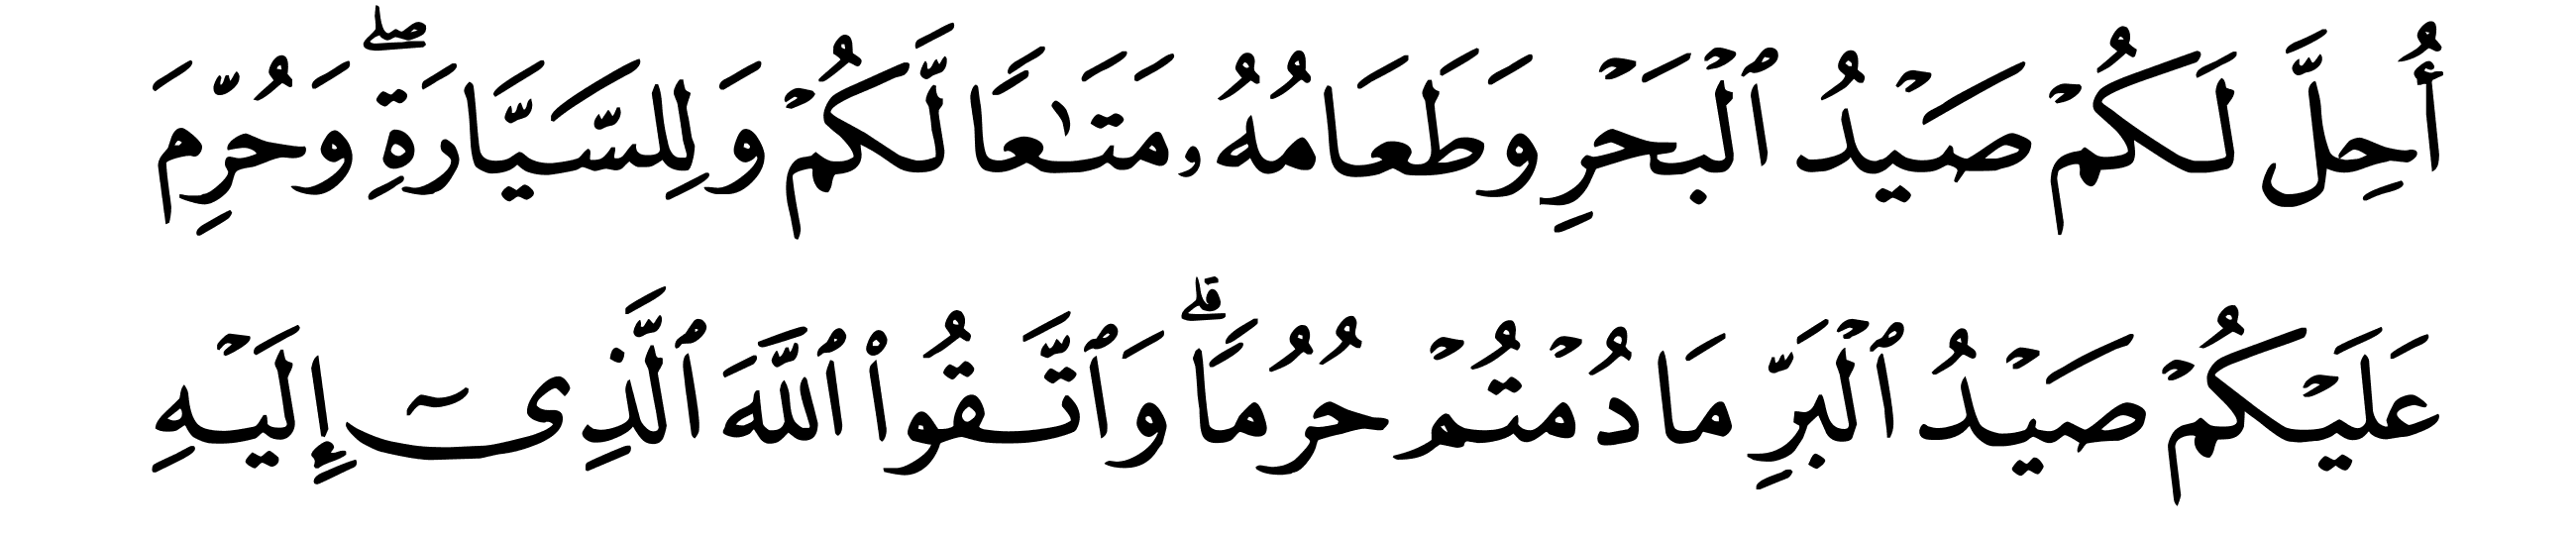 أُحِلَّ لَكُمۡ صَيۡدُ ٱلۡبَحۡرِ وَطَعَامُهُۥ مَتَٰعٗا لَّكُمۡ وَلِلسَّيَّارَةِۖ وَحُرِّمَ
عَلَيۡكُمۡ صَيۡدُ ٱلۡبَرِّ مَا دُمۡتُمۡ حُرُمٗاۗ وَٱتَّقُواْ ٱللَّهَ ٱلَّذِيٓ إِلَيۡهِ